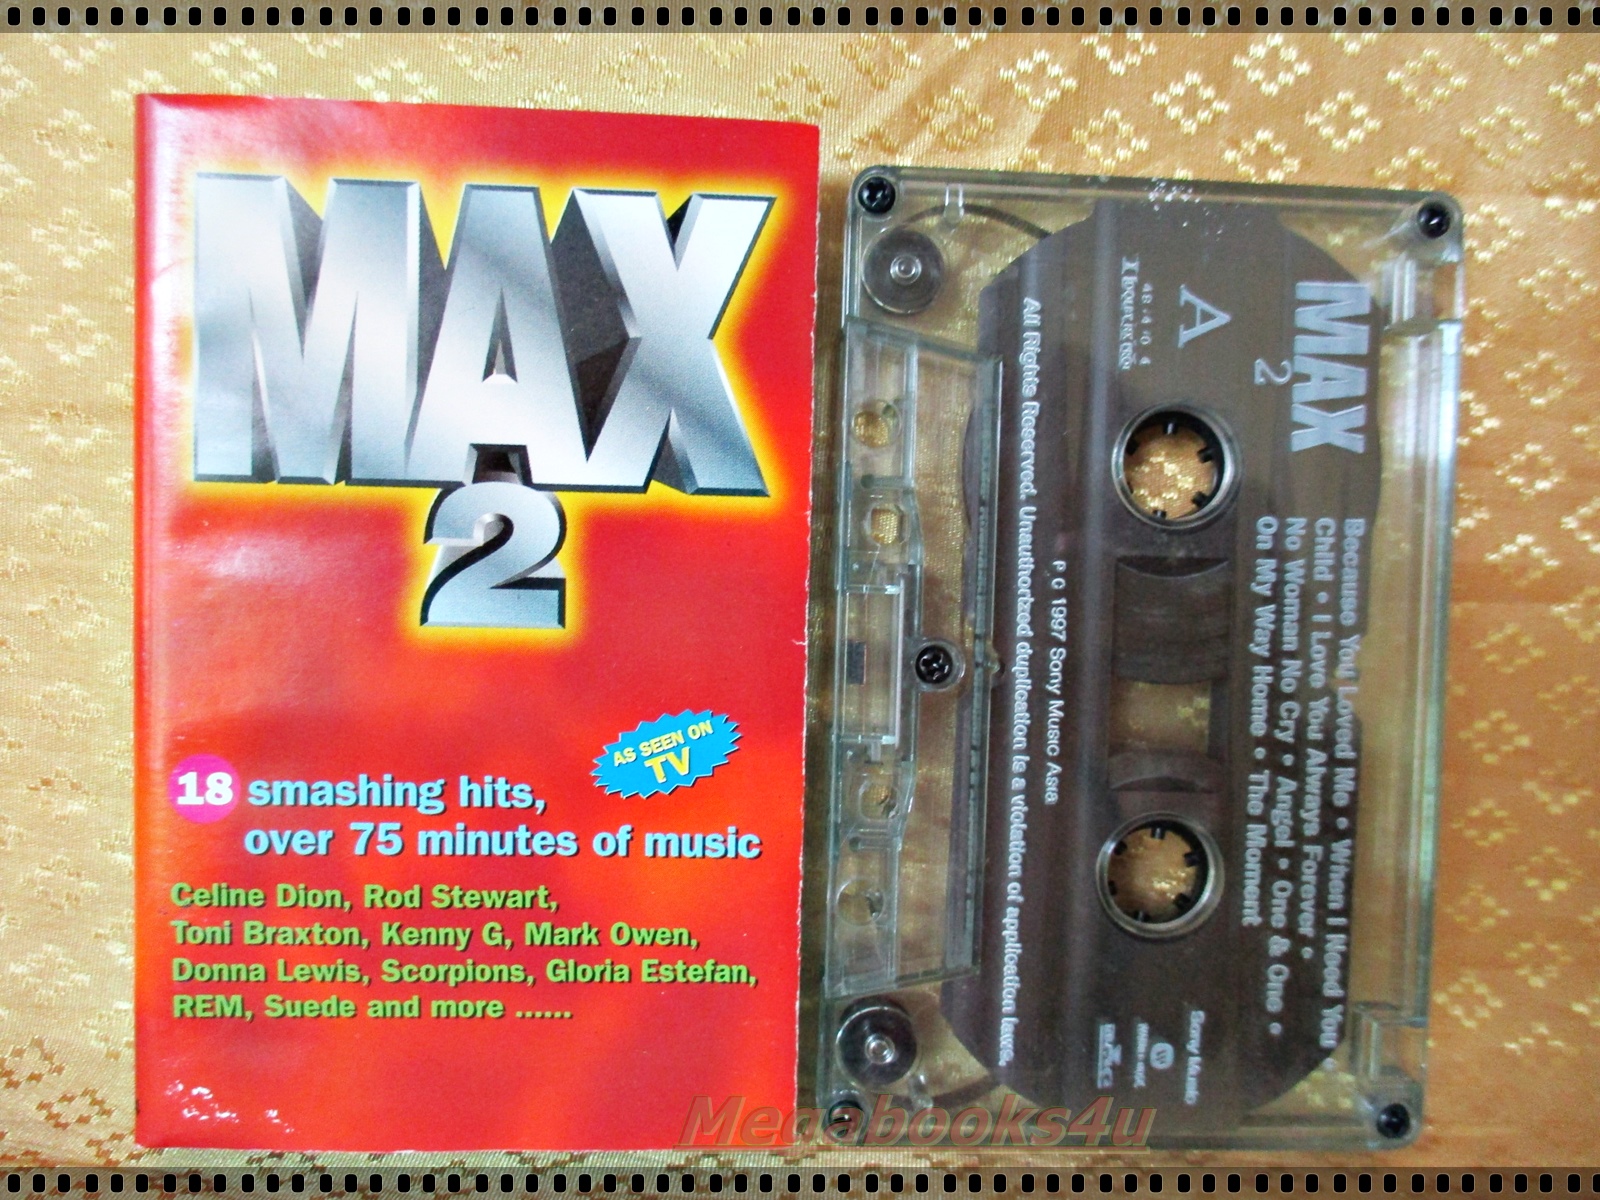 MAX
2
AS SEEN ON
TV
18 smashing hits,
over 75 minutes of music
Celine Dion, Rod Stewart,
Toni Braxton, Kenny G, Mark Owen,
Donna Lewis, Scorpions, Gloria Estefan,
REM, Suede and more ......
MAX
2
A
Because You Loved Me • When I Need You •
Child • I Love You Always Forever •
No Woman No Cry • Angel • One & One •
On My Way Home • The Moment
P C 1997 Sony Music Asia
All Rights Reserved. Unauthorized duplication is a violation of application laws.
Sony Music
Megabooks4u